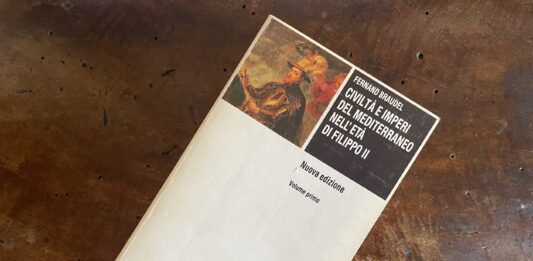 FERNAND BRAUDEL
CIVILTÀ E IMPERI
DEL MEDITERRANEO
NELL'ETÀ
DI FILIPPO II
Nuova edizione
Volume primo